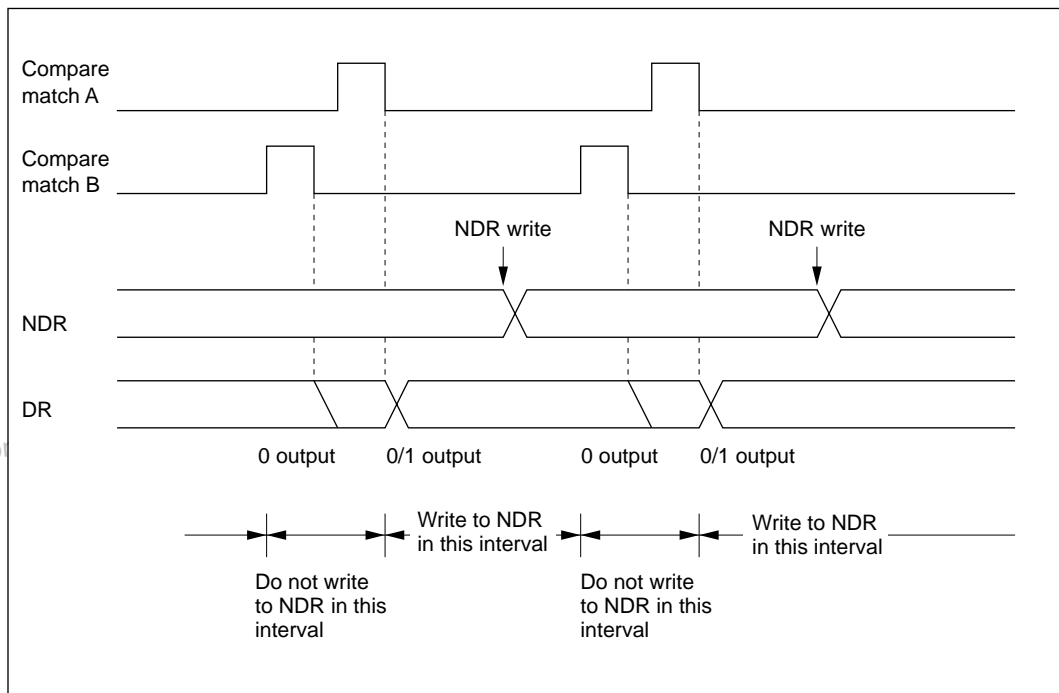 Compare
match A
Compare
match B
NDR write
NDR write
NDR
DR
0 output
0/1 output
0 output
0/1 output
Write to NDR
in this interval
Write to NDR
in this interval
Do not write
to NDR in this
interval
Do not write
to NDR in this
interval